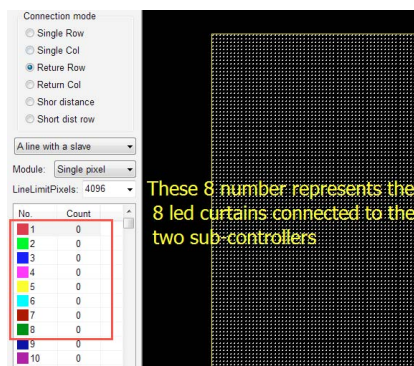 Connection mode
Single Row
Single Col
Reture Row
Return Col
Shor distance
Short dist row
A line with a slave
Module: Single pixel
LineLimitPixels: 4096
No. Count
1 0
2 0
3 0
4 0
5 0
6 0
7 0
8 0
9 0
10 0
These 8 number represents the
8 led curtains connected to the
two sub-controllers